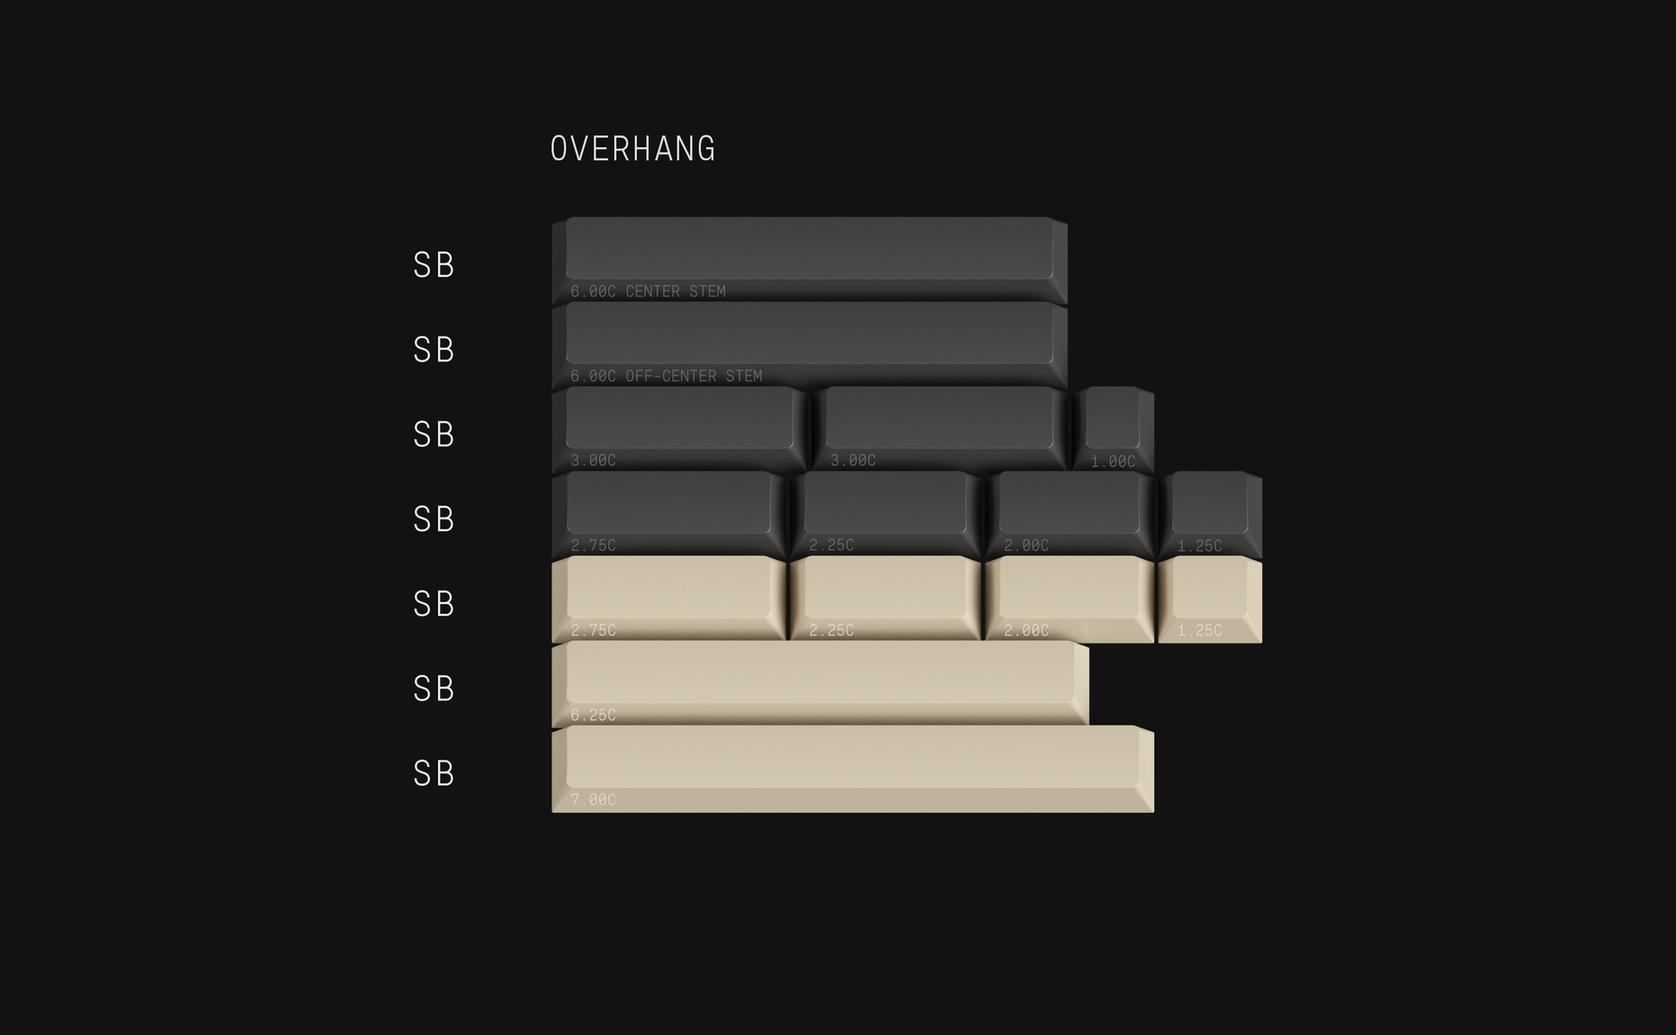 OVERHANG
SB
6.00C CENTER STEM
SB
6.00C OFF-CENTER STEM
SB
3.00C 3.00C 1.00C
SB
2.75C 2.25C 2.00C 1.25C
SB
2.75C 2.25C 2.00C 1.25C
SB
6.25C
SB
7.00C